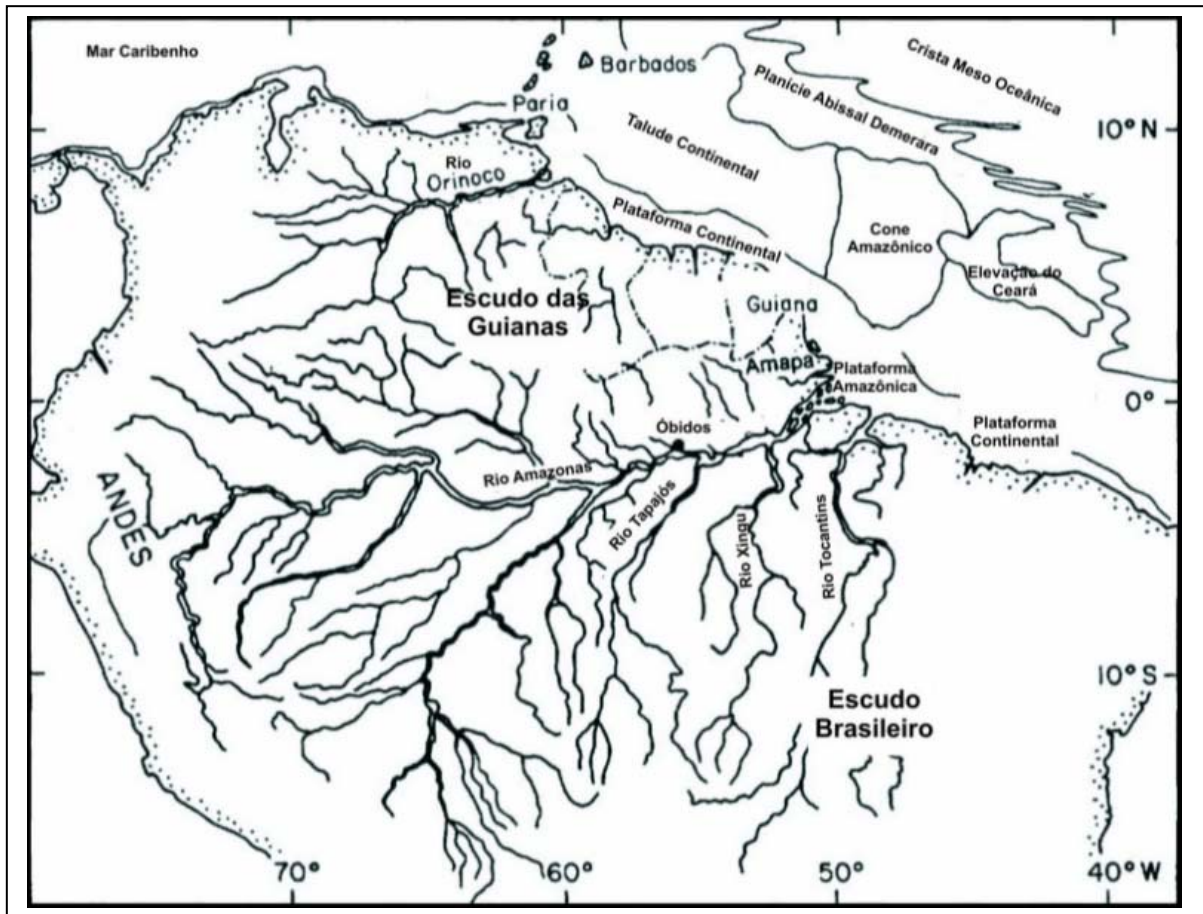 Mar Caribenho
Barbados
Crista Meso Oceânica
Planície Abissal Demerara
Paria
Talude Continental
10°N
Rio
Orinoco
Plataforma Continental
Cone
Amazônico
Elevação do
Ceará
Escudo das
Guianas
Guiana
Amapá
Plataforma
Amazônica
0°
Óbidos
Plataforma
Continental
Rio Amazonas
ANDES
Rio Tapajós
Rio Xingu
Rio Tocantins
10°S
Escudo
Brasileiro
70°
60°
50°
40°W